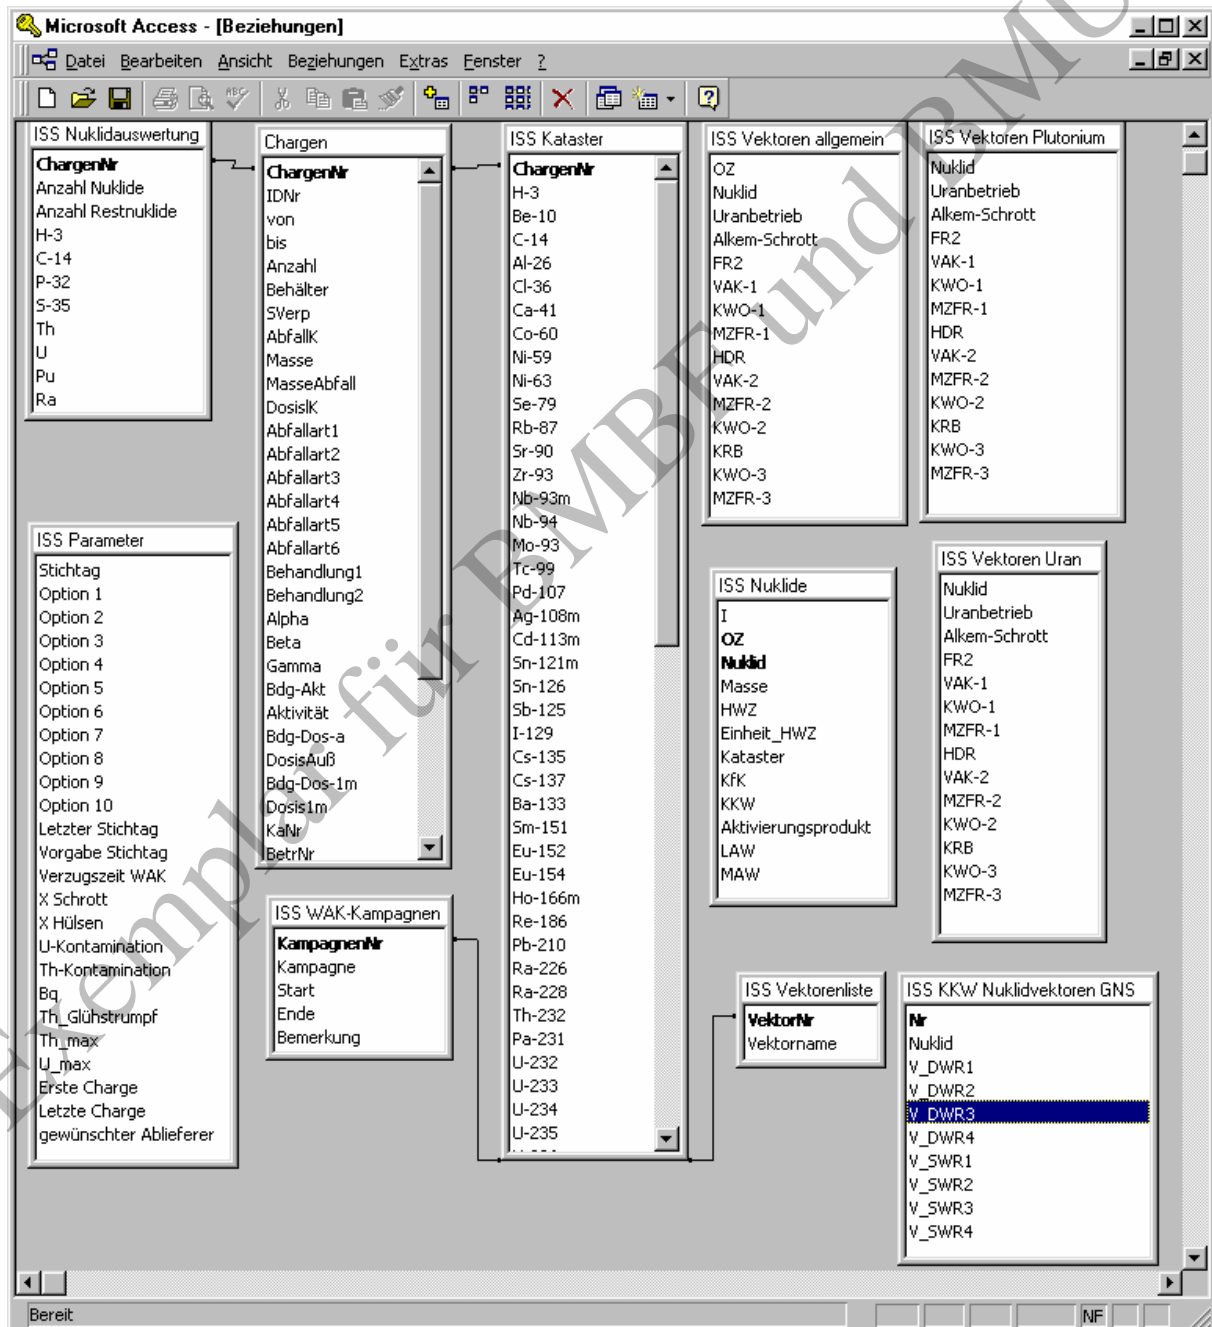 Microsoft Access - [Beziehungen]
Datei Bearbeiten Ansicht Beziehungen Extras Fenster ?
ISS Nuklidauswertung
ChargenNr
Anzahl Nuklide
Anzahl Restnuklide
H-3
C-14
P-32
S-35
Th
U
Pu
Ra
Chargen
ChargenNr
IDNr
von
bis
Anzahl
Behälter
SVerp
AbfallK
Masse
MasseAbfall
DosislK
Abfallart1
Abfallart2
Abfallart3
Abfallart4
Abfallart5
Abfallart6
Behandlung1
Behandlung2
Alpha
Beta
Gamma
Bdg-Akt
Aktivität
Bdg-Dos-a
DosisAuß
Bdg-Dos-1m
Dosis1m
KaNr
BetrNr
ISS Kataster
ChargenNr
H-3
Be-10
C-14
Al-26
Cl-36
Ca-41
Co-60
Ni-59
Ni-63
Se-79
Rb-87
Sr-90
Zr-93
Nb-93m
Nb-94
Mo-93
Tc-99
Pd-107
Ag-108m
Cd-113m
Sn-121m
Sn-126
Sb-125
I-129
Cs-135
Cs-137
Ba-133
Sm-151
Eu-152
Eu-154
Ho-166m
Re-186
Pb-210
Ra-226
Ra-228
Th-232
Pa-231
U-232
U-233
U-234
U-235
ISS Vektoren allgemein
OZ
Nuklid
Uranbetrieb
Alkem-Schrott
FR2
VAK-1
KWO-1
MZFR-1
HDR
VAK-2
MZFR-2
KWO-2
KRB
KWO-3
MZFR-3
ISS Vektoren Plutonium
Nuklid
Uranbetrieb
Alkem-Schrott
FR2
VAK-1
KWO-1
MZFR-1
HDR
VAK-2
MZFR-2
KWO-2
KRB
KWO-3
MZFR-3
ISS Parameter
Stichtag
Option 1
Option 2
Option 3
Option 4
Option 5
Option 6
Option 7
Option 8
Option 9
Option 10
Letzter Stichtag
Vorgabe Stichtag
Verzugszeit WAK
X Schrott
X Hülsen
U-Kontamination
Th-Kontamination
Bq
Th_Glühstrumpf
Th_max
U_max
Erste Charge
Letzte Charge
gewünschter Ablieferer
ISS Nuklide
I
OZ
Nuklid
Masse
HWZ
Einheit_HWZ
Kataster
KfK
KKW
Aktivierungsprodukt
LAW
MAW
ISS Vektoren Uran
Nuklid
Uranbetrieb
Alkem-Schrott
FR2
VAK-1
KWO-1
MZFR-1
HDR
VAK-2
MZFR-2
KWO-2
KRB
KWO-3
MZFR-3
ISS WAK-Kampagnen
KampagnenNr
Kampagne
Start
Ende
Bemerkung
ISS Vektorenliste
VektorNr
Vektorname
ISS KKW Nuklidvektoren GNS
Nr
Nuklid
V_DWR1
V_DWR2
V_DWR3
V_DWR4
V_SWR1
V_SWR2
V_SWR3
V_SWR4
Bereit
NF
Exemplar für BMBF und BMU